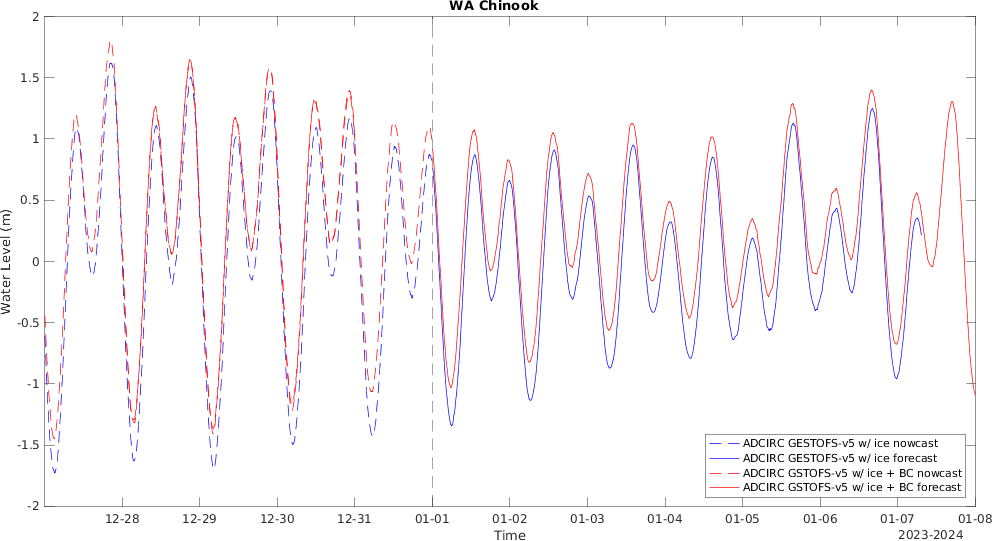 WA Chinook
2
1.5
1
0.5
0
-0.5
-1
-1.5
-2
Water Level (m)
12-28 12-29 12-30 12-31 01-01 01-02 01-03 01-04 01-05 01-06 01-07 01-08
Time
2023-2024
ADCIRC GESTOFS-v5 w/ ice nowcast
ADCIRC GESTOFS-v5 w/ ice forecast
ADCIRC GSTOFS-v5 w/ ice + BC nowcast
ADCIRC GSTOFS-v5 w/ ice + BC forecast